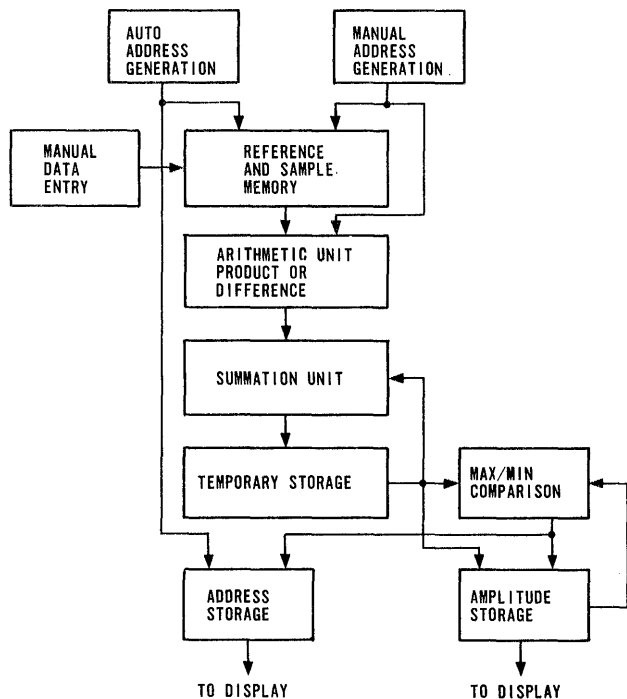 AUTO
ADDRESS
GENERATION
MANUAL
ADDRESS
GENERATION
MANUAL
DATA
ENTRY
REFERENCE
AND SAMPLE
MEMORY
ARITHMETIC UNIT
PRODUCT OR
DIFFERENCE
SUMMATION UNIT
TEMPORARY STORAGE
MAX/MIN
COMPARISON
ADDRESS
STORAGE
AMPLITUDE
STORAGE
TO DISPLAY
TO DISPLAY